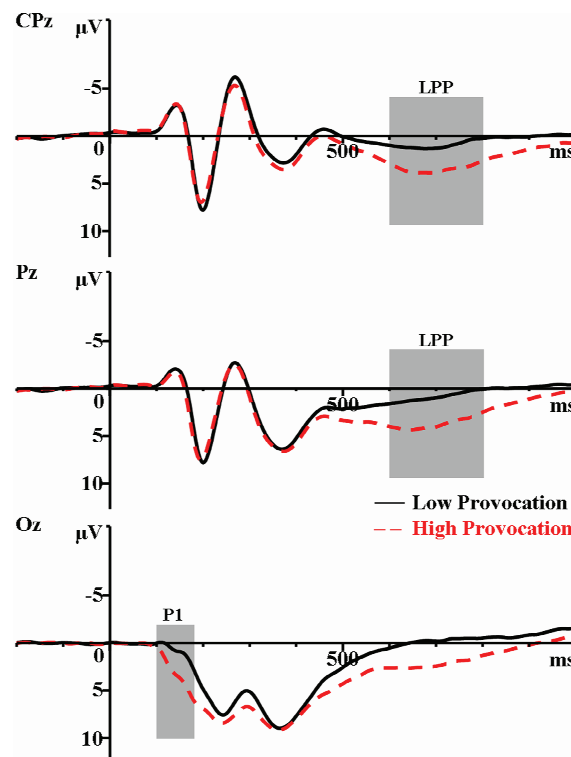 CPz
µV
-5
LPP
0
500
ms
5
10
Pz
µV
-5
LPP
0
500
ms
5
10
Low Provocation
High Provocation
Oz
µV
-5
P1
0
500
ms
5
10